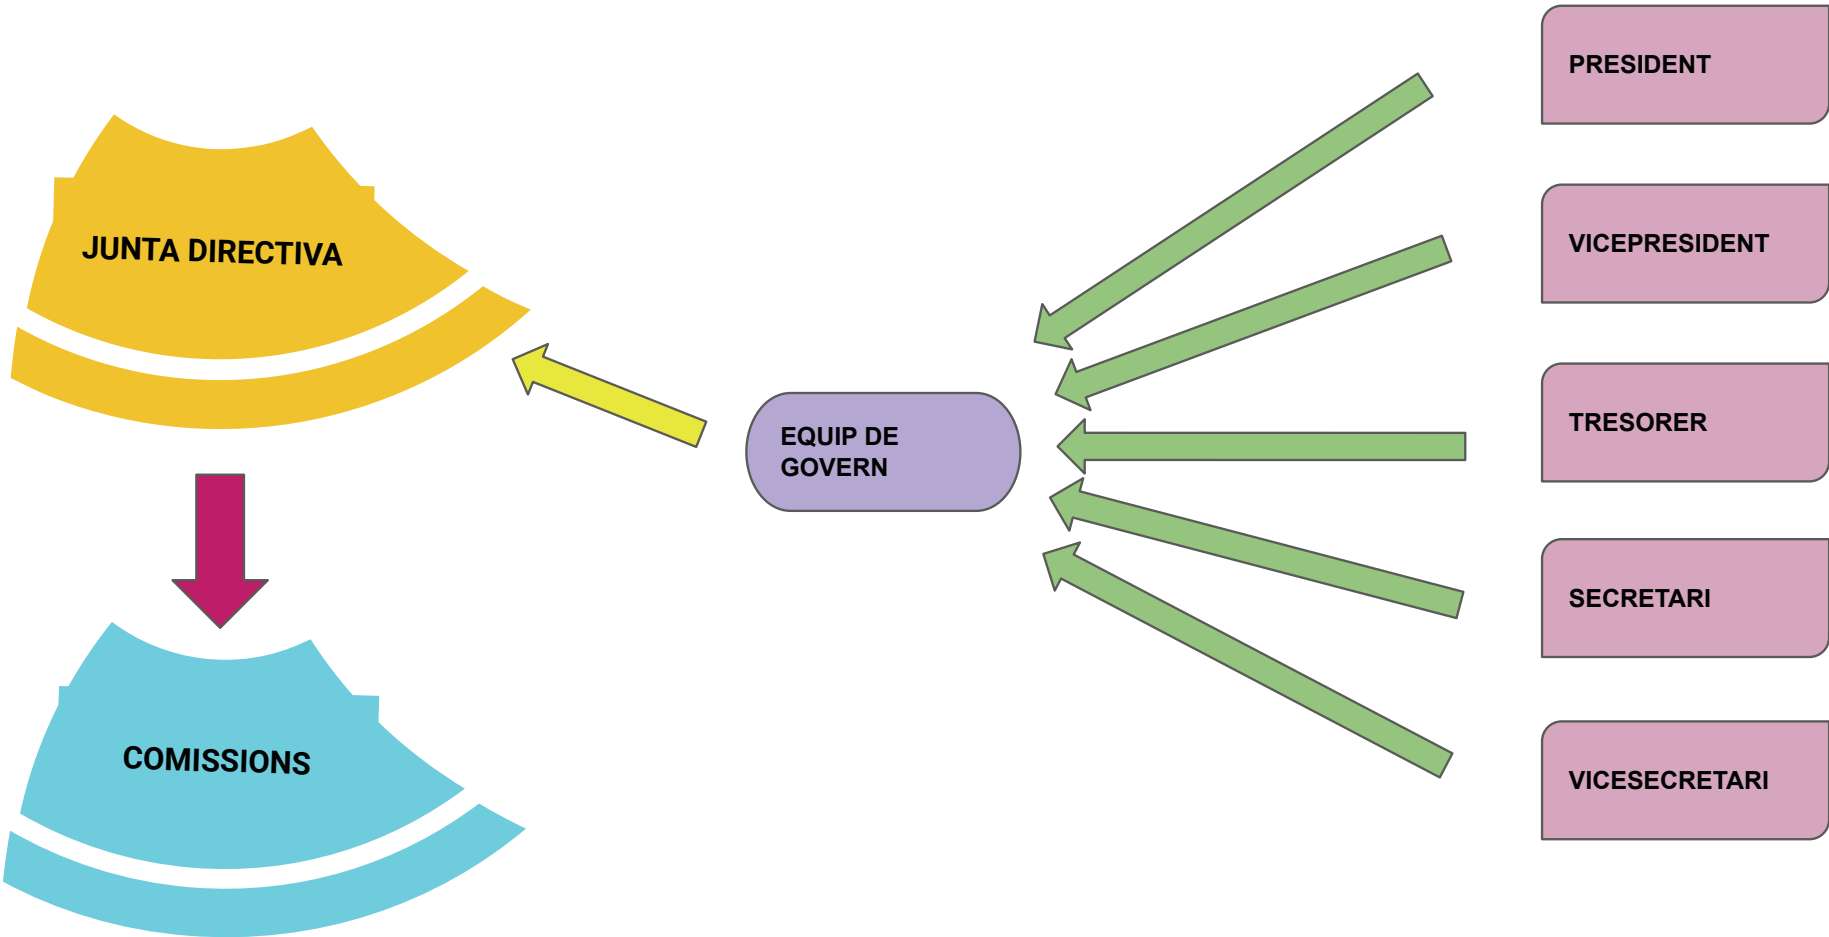 JUNTA DIRECTIVA
COMISSIONS
EQUIP DE
GOVERN
PRESIDENT
VICEPRESIDENT
TRESORER
SECRETARI
VICESECRETARI